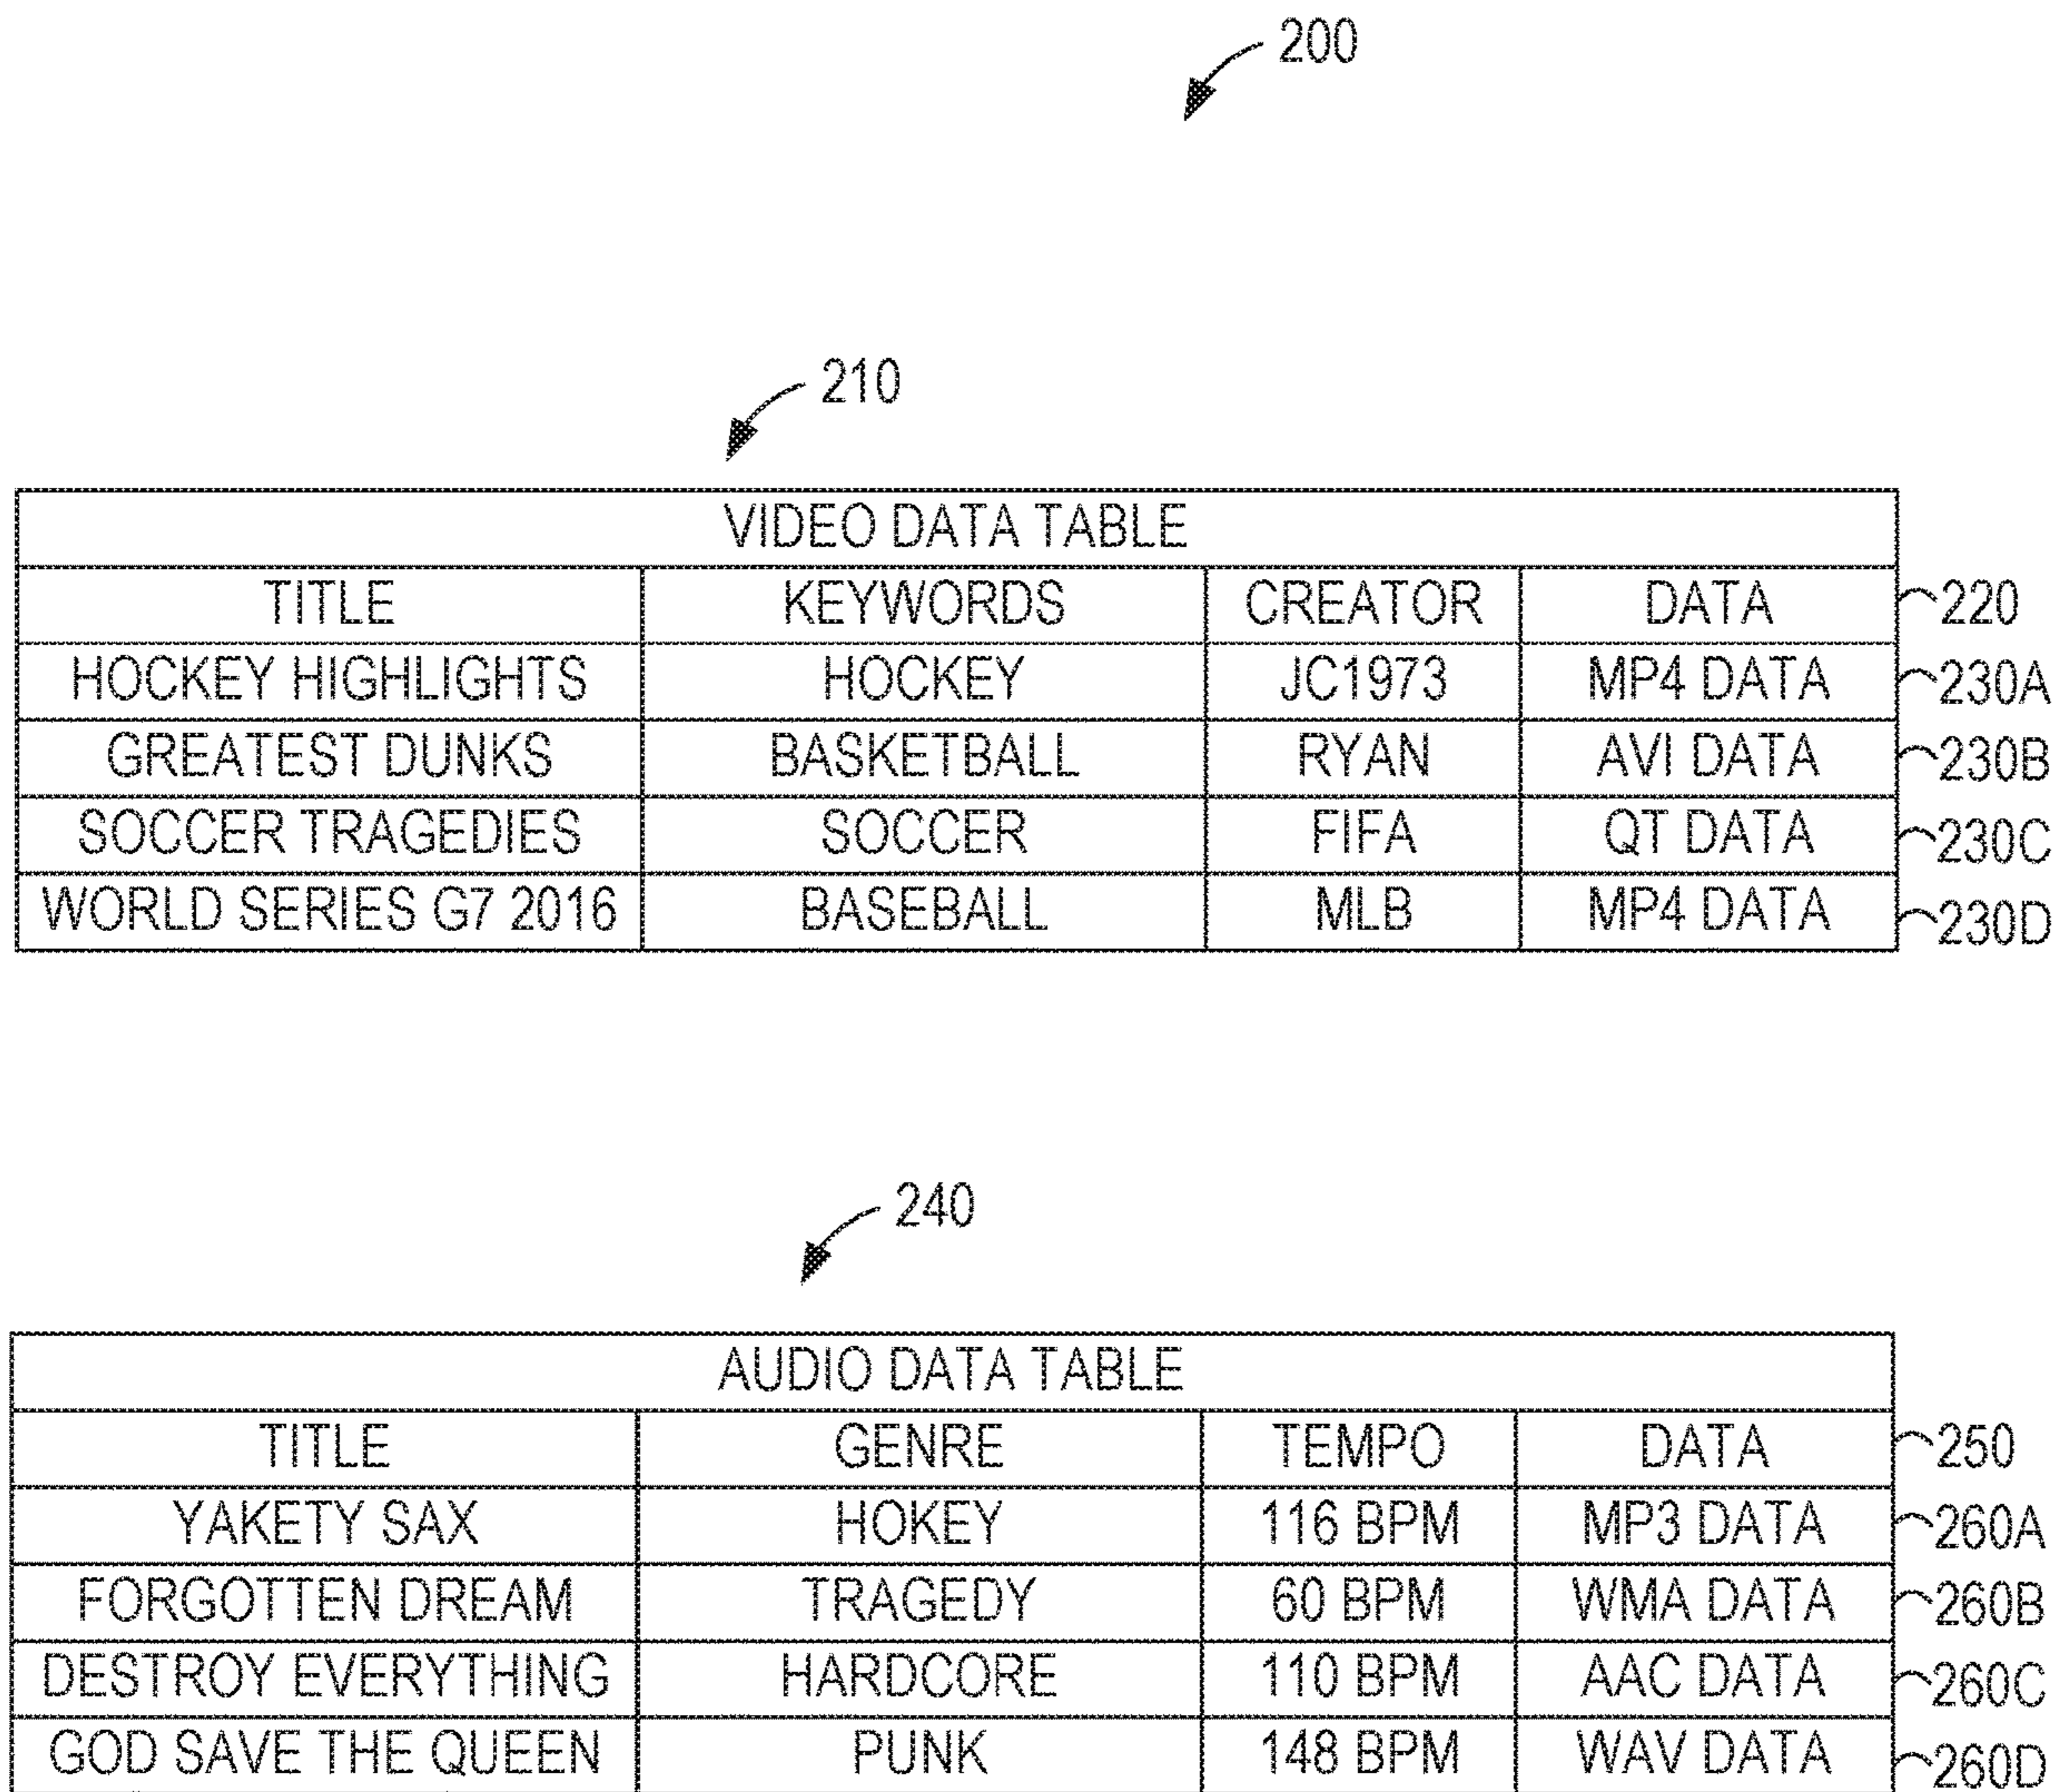 200
210
VIDEO DATA TABLE
TITLE KEYWORDS CREATOR DATA 220
HOCKEY HIGHLIGHTS HOCKEY JC1973 MP4 DATA 230A
GREATEST DUNKS BASKETBALL RYAN AVI DATA 230B
SOCCER TRAGEDIES SOCCER FIFA QT DATA 230C
WORLD SERIES G7 2016 BASEBALL MLB MP4 DATA 230D
240
AUDIO DATA TABLE
TITLE GENRE TEMPO DATA 250
YAKETY SAX HOKEY 116 BPM MP3 DATA 260A
FORGOTTEN DREAM TRAGEDY 60 BPM WMA DATA 260B
DESTROY EVERYTHING HARDCORE 110 BPM AAC DATA 260C
GOD SAVE THE QUEEN PUNK 148 BPM WAV DATA 260D